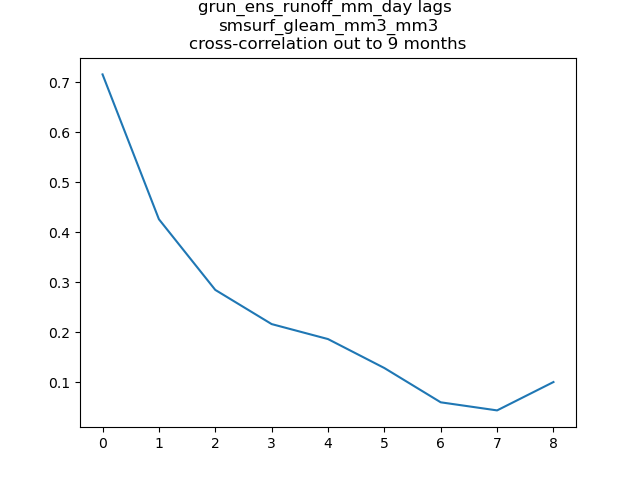 grun_ens_runoff_mm_day lags
smsurf_gleam_mm3_mm3
cross-correlation out to 9 months
0.7
0.6
0.5
0.4
0.3
0.2
0.1
0 1 2 3 4 5 6 7 8